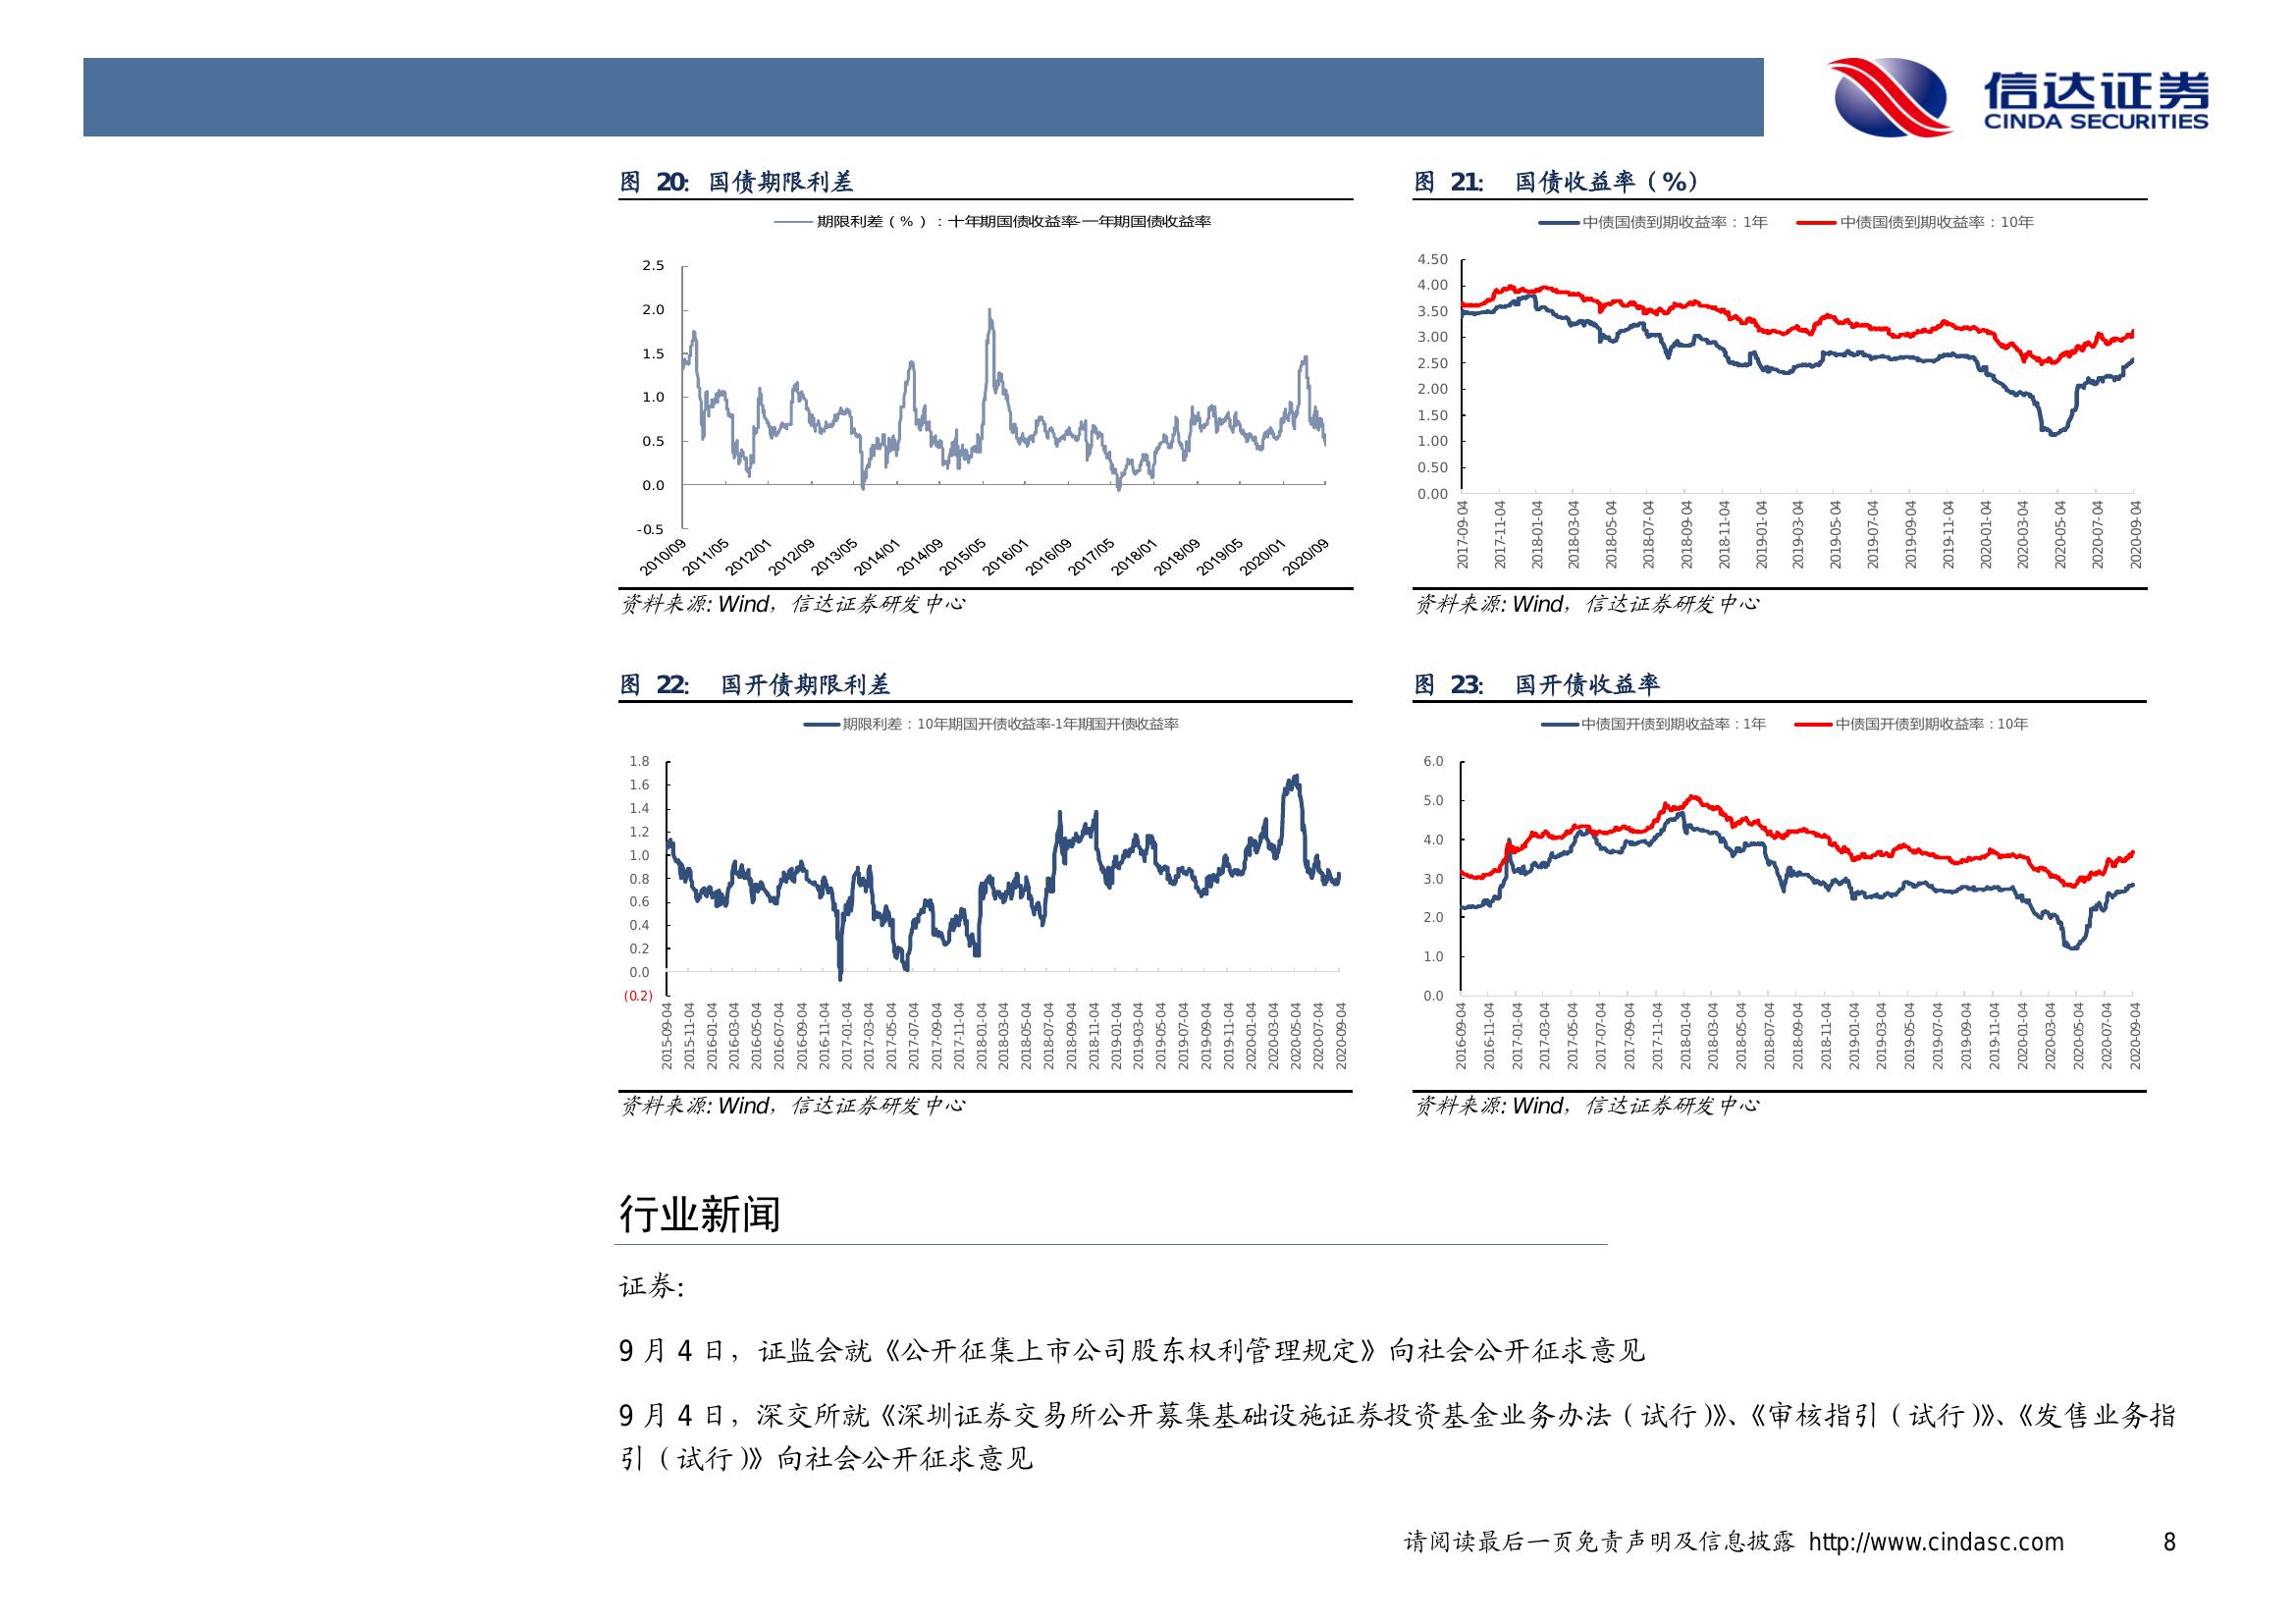 信达证券
CINDA SECURITIES
图 20: 国债期限利差
期限利差（%）：十年期国债收益率-一年期国债收益率
2.5
2.0
1.5
1.0
0.5
0.0
-0.5
2010/09 2011/05 2012/01 2012/09 2013/05 2014/01 2014/09 2015/05 2016/01 2016/09 2017/05 2018/01 2018/09 2019/05 2020/01 2020/09
资料来源: Wind，信达证券研发中心
图 21: 国债收益率（%）
中债国债到期收益率：1年 中债国债到期收益率：10年
4.50
4.00
3.50
3.00
2.50
2.00
1.50
1.00
0.50
0.00
2017-09-04 2017-11-04 2018-01-04 2018-03-04 2018-05-04 2018-07-04 2018-09-04 2018-11-04 2019-01-04 2019-03-04 2019-05-04 2019-07-04 2019-09-04 2019-11-04 2020-01-04 2020-03-04 2020-05-04 2020-07-04 2020-09-04
资料来源: Wind，信达证券研发中心
图 22: 国开债期限利差
期限利差：10年期国开债收益率-1年期国开债收益率
1.8
1.6
1.4
1.2
1.0
0.8
0.6
0.4
0.2
0.0
(0.2)
2015-09-04 2015-11-04 2016-01-04 2016-03-04 2016-05-04 2016-07-04 2016-09-04 2016-11-04 2017-01-04 2017-03-04 2017-05-04 2017-07-04 2017-09-04 2017-11-04 2018-01-04 2018-03-04 2018-05-04 2018-07-04 2018-09-04 2018-11-04 2019-01-04 2019-03-04 2019-05-04 2019-07-04 2019-09-04 2019-11-04 2020-01-04 2020-03-04 2020-05-04 2020-07-04 2020-09-04
资料来源: Wind，信达证券研发中心
图 23: 国开债收益率
中债国开债到期收益率：1年 中债国开债到期收益率：10年
6.0
5.0
4.0
3.0
2.0
1.0
0.0
2016-09-04 2016-11-04 2017-01-04 2017-03-04 2017-05-04 2017-07-04 2017-09-04 2017-11-04 2018-01-04 2018-03-04 2018-05-04 2018-07-04 2018-09-04 2018-11-04 2019-01-04 2019-03-04 2019-05-04 2019-07-04 2019-09-04 2019-11-04 2020-01-04 2020-03-04 2020-05-04 2020-07-04 2020-09-04
资料来源: Wind，信达证券研发中心
行业新闻
证券：
9 月 4 日，证监会就《公开征集上市公司股东权利管理规定》向社会公开征求意见
9 月 4 日，深交所就《深圳证券交易所公开募集基础设施证券投资基金业务办法（试行）》、《审核指引（试行）》、《发售业务指
引（试行）》向社会公开征求意见
请阅读最后一页免责声明及信息披露 http://www.cindasc.com 8